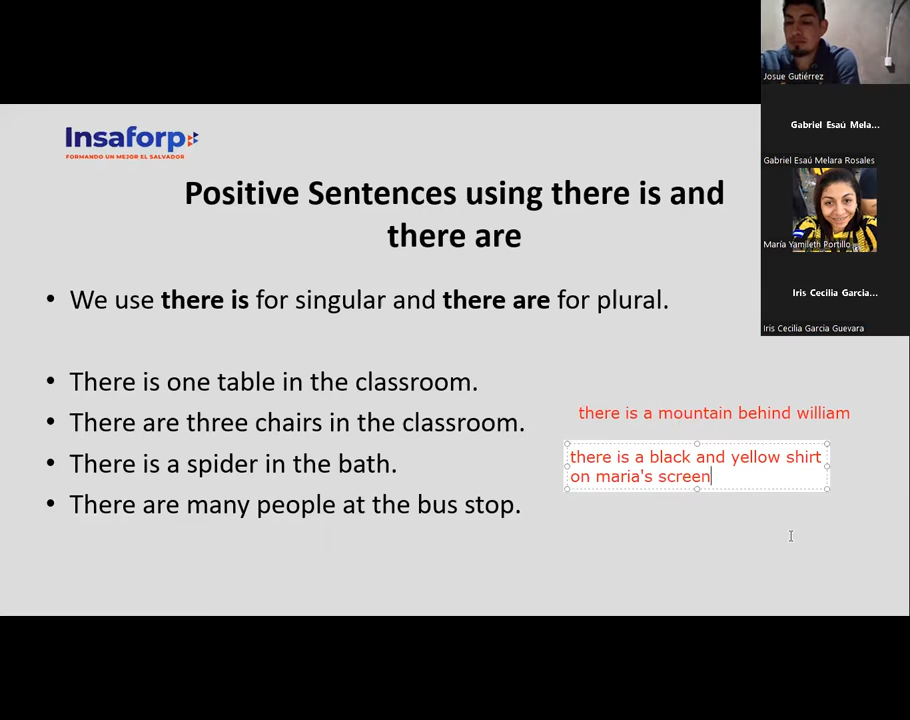 Insaforp
FORMANDO UN MEJOR EL SALVADOR
Positive Sentences using there is and
there are
• We use there is for singular and there are for plural.
• There is one table in the classroom.
• There are three chairs in the classroom.
• There is a spider in the bath.
• There are many people at the bus stop.
there is a mountain behind william
there is a black and yellow shirt
on maria's screen
Josue Gutiérrez
Gabriel Esaú Mela...
Gabriel Esaú Melara Rosales
María Yamileth Portillo
Iris Cecilia Garcia...
Iris Cecilia Garcia Guevara